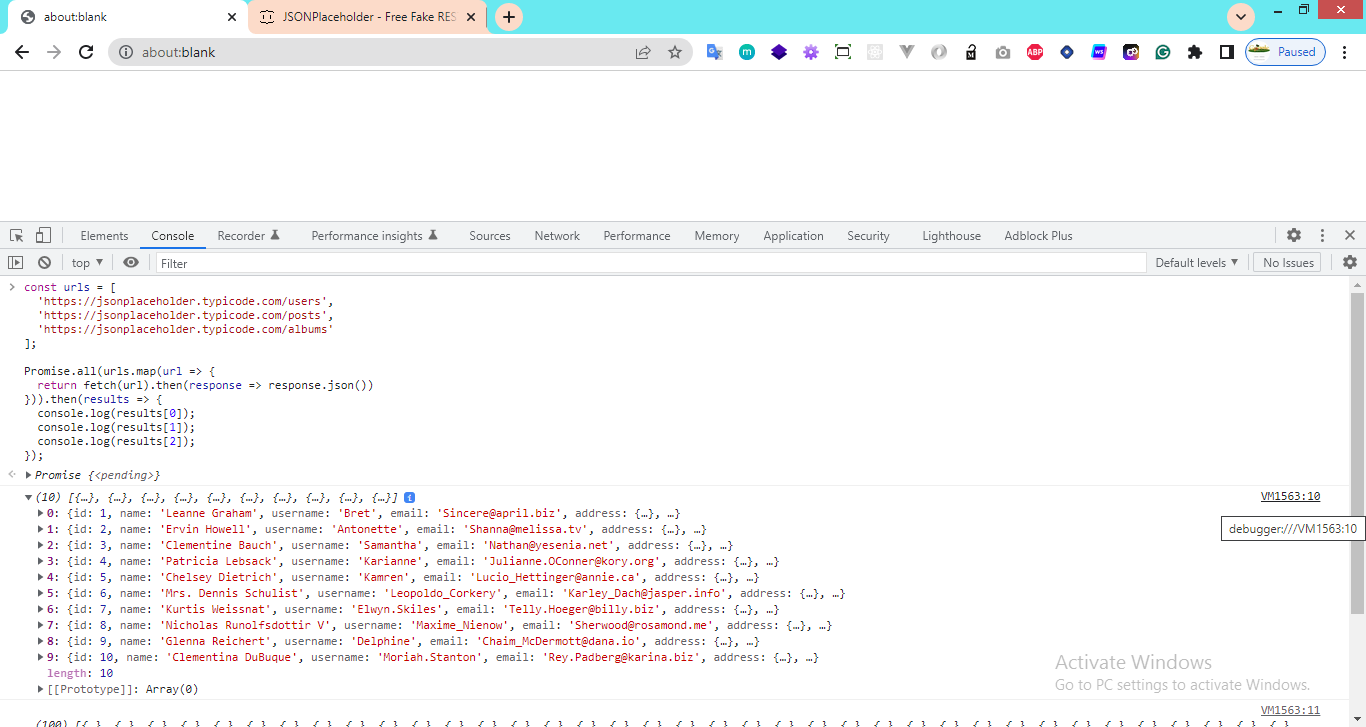 about:blank
JSONPlaceholder - Free Fake RES
about:blank
Paused
Elements Console Recorder Performance insights Sources Network Performance Memory Application Security Lighthouse Adblock Plus
top Filter Default levels No Issues
const urls = [
'https://jsonplaceholder.typicode.com/users',
'https://jsonplaceholder.typicode.com/posts',
'https://jsonplaceholder.typicode.com/albums'
];
Promise.all(urls.map(url => {
return fetch(url).then(response => response.json())
})).then(results => {
console.log(results[0]);
console.log(results[1]);
console.log(results[2]);
});
Promise {<pending>}
(10) [{…}, {…}, {…}, {…}, {…}, {…}, {…}, {…}, {…}, {…}] VM1563:10
0: {id: 1, name: 'Leanne Graham', username: 'Bret', email: 'Sincere@april.biz', address: {…}, …}
debugger:///VM1563:10
1: {id: 2, name: 'Ervin Howell', username: 'Antonette', email: 'Shanna@melissa.tv', address: {…}, …}
2: {id: 3, name: 'Clementine Bauch', username: 'Samantha', email: 'Nathan@yesenia.net', address: {…}, …}
3: {id: 4, name: 'Patricia Lebsack', username: 'Karianne', email: 'Julianne.OConner@kory.org', address: {…}, …}
4: {id: 5, name: 'Chelsey Dietrich', username: 'Kamren', email: 'Lucio_Hettinger@annie.ca', address: {…}, …}
5: {id: 6, name: 'Mrs. Dennis Schulist', username: 'Leopoldo_Corkery', email: 'Karley_Dach@jasper.info', address: {…}, …}
6: {id: 7, name: 'Kurtis Weissnat', username: 'Elwyn.Skiles', email: 'Telly.Hoeger@billy.biz', address: {…}, …}
7: {id: 8, name: 'Nicholas Runolfsdottir V', username: 'Maxime_Nienow', email: 'Sherwood@rosamond.me', address: {…}, …}
8: {id: 9, name: 'Glenna Reichert', username: 'Delphine', email: 'Chaim_McDermott@dana.io', address: {…}, …}
9: {id: 10, name: 'Clementina DuBuque', username: 'Moriah.Stanton', email: 'Rey.Padberg@karina.biz', address: {…}, …}
length: 10
[[Prototype]]: Array(0)
Activate Windows
Go to PC settings to activate Windows.
VM1563:11